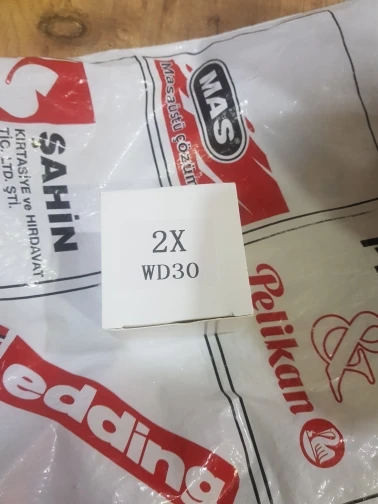 MAS
Masaüstü çözüm
ŞAHİN
KIRTASİYE ve HIRDAVAT
TİC. LTD. ŞTİ.
2X
WD30
Pelikan
edding